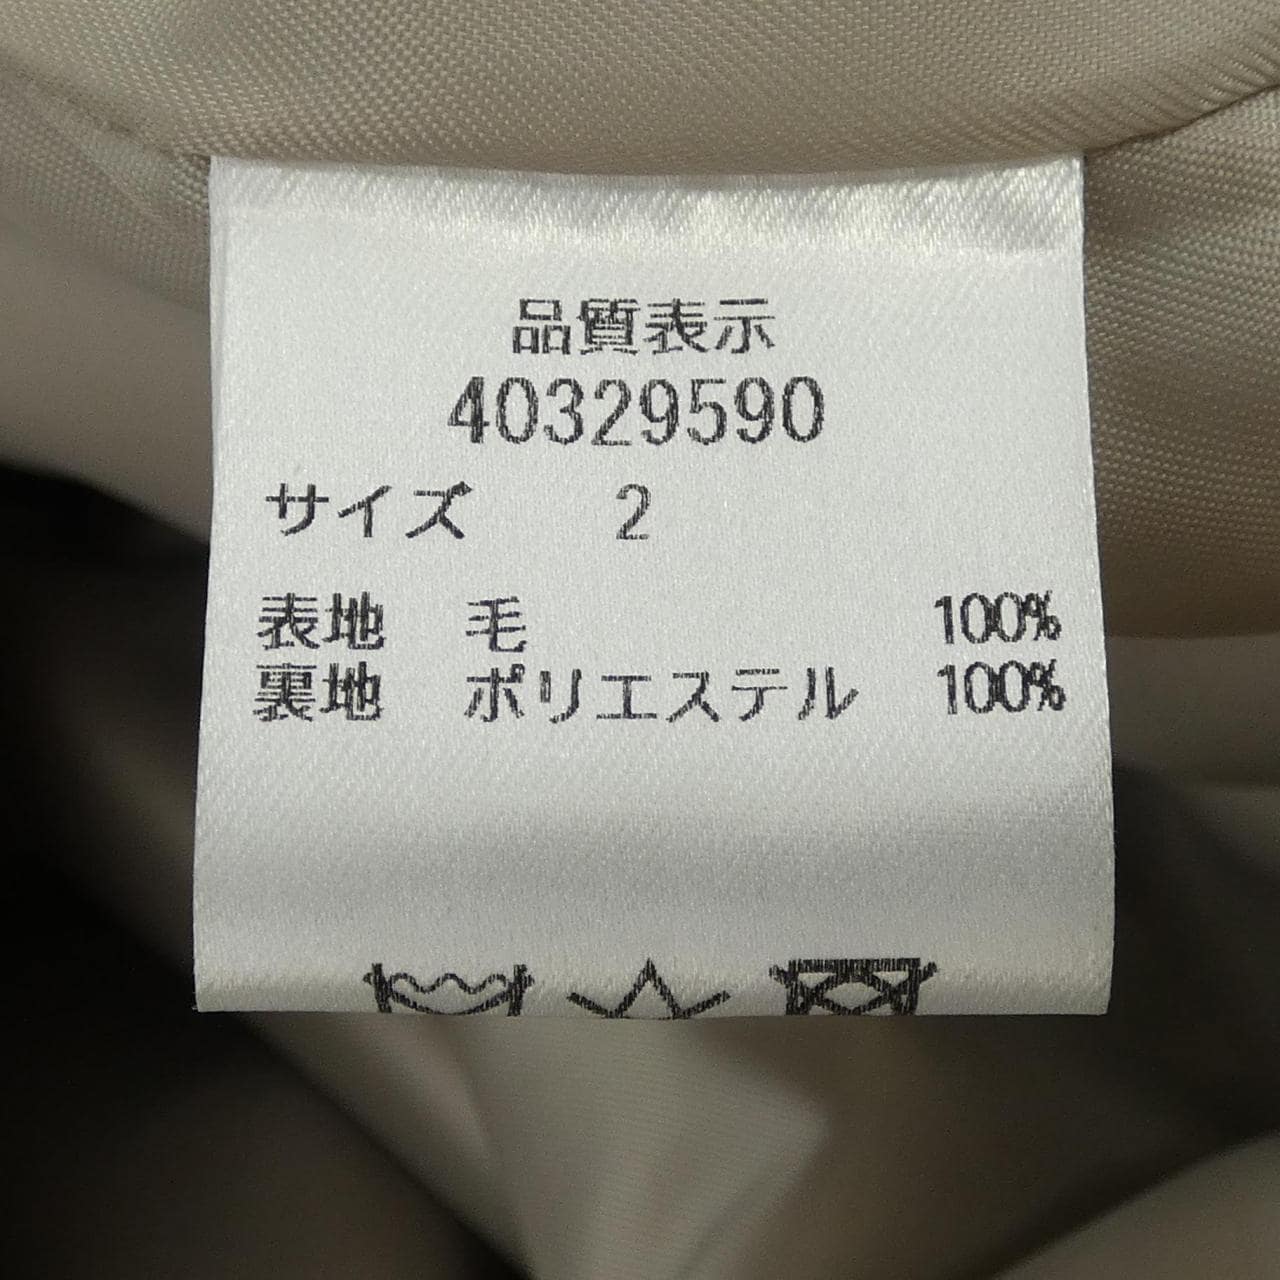 品質表示
40329590
サイズ 2
表地 毛 100%
裏地 ポリエステル 100%